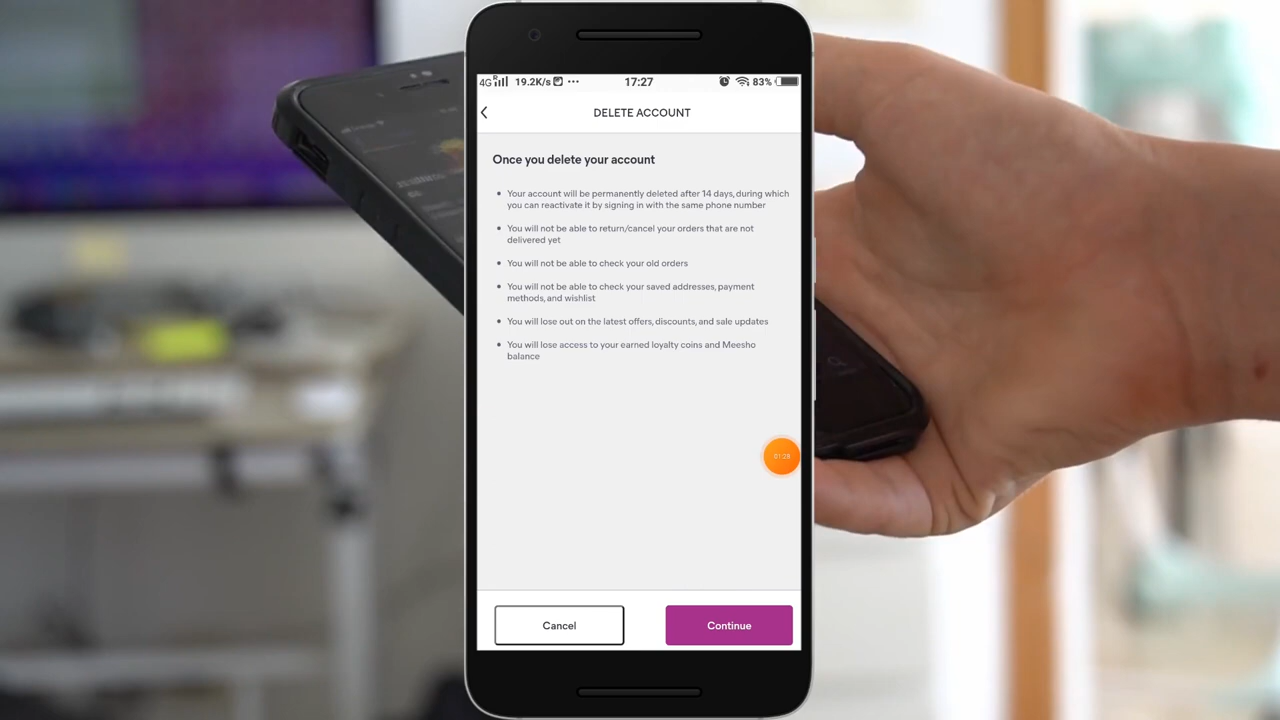 4G R 19.2K/s ··· 17:27 83%
DELETE ACCOUNT
Once you delete your account
• Your account will be permanently deleted after 14 days, during which
you can reactivate it by signing in with the same phone number
• You will not be able to return/cancel your orders that are not
delivered yet
• You will not be able to check your old orders
• You will not be able to check your saved addresses, payment
methods, and wishlist
• You will lose out on the latest offers, discounts, and sale updates
• You will lose access to your earned loyalty coins and Meesho
balance
01:28
Cancel Continue